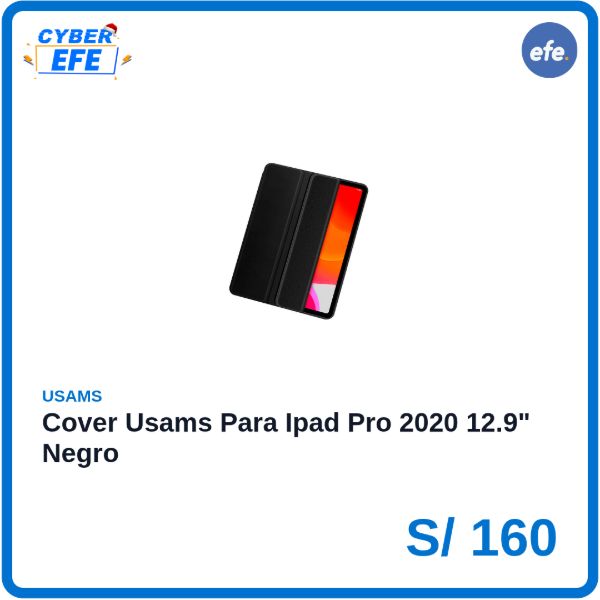 CYBER
EFE
efe.
USAMS
Cover Usams Para Ipad Pro 2020 12.9"
Negro
S/ 160